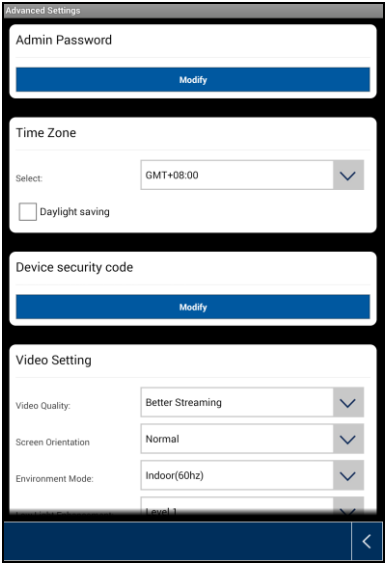 Advanced Settings
Admin Password
Modify
Time Zone
Select: GMT+08:00
Daylight saving
Device security code
Modify
Video Setting
Video Quality: Better Streaming
Screen Orientation Normal
Environment Mode: Indoor(60hz)
Level 1